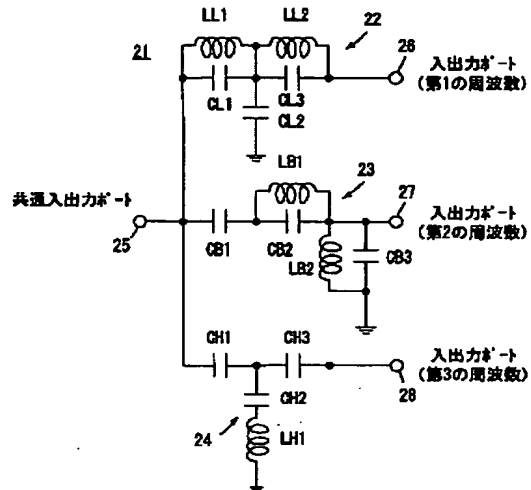 LL1
LL2
21
22
26
入出力ポート
(第1の周波数)
CL1
CL3
CL2
LB1
23
27
共通入出力ポート
25
入出力ポート
(第2の周波数)
CB1
CB2
LB2
CB3
CH1
CH3
入出力ポート
(第3の周波数)
28
CH2
24
LH1